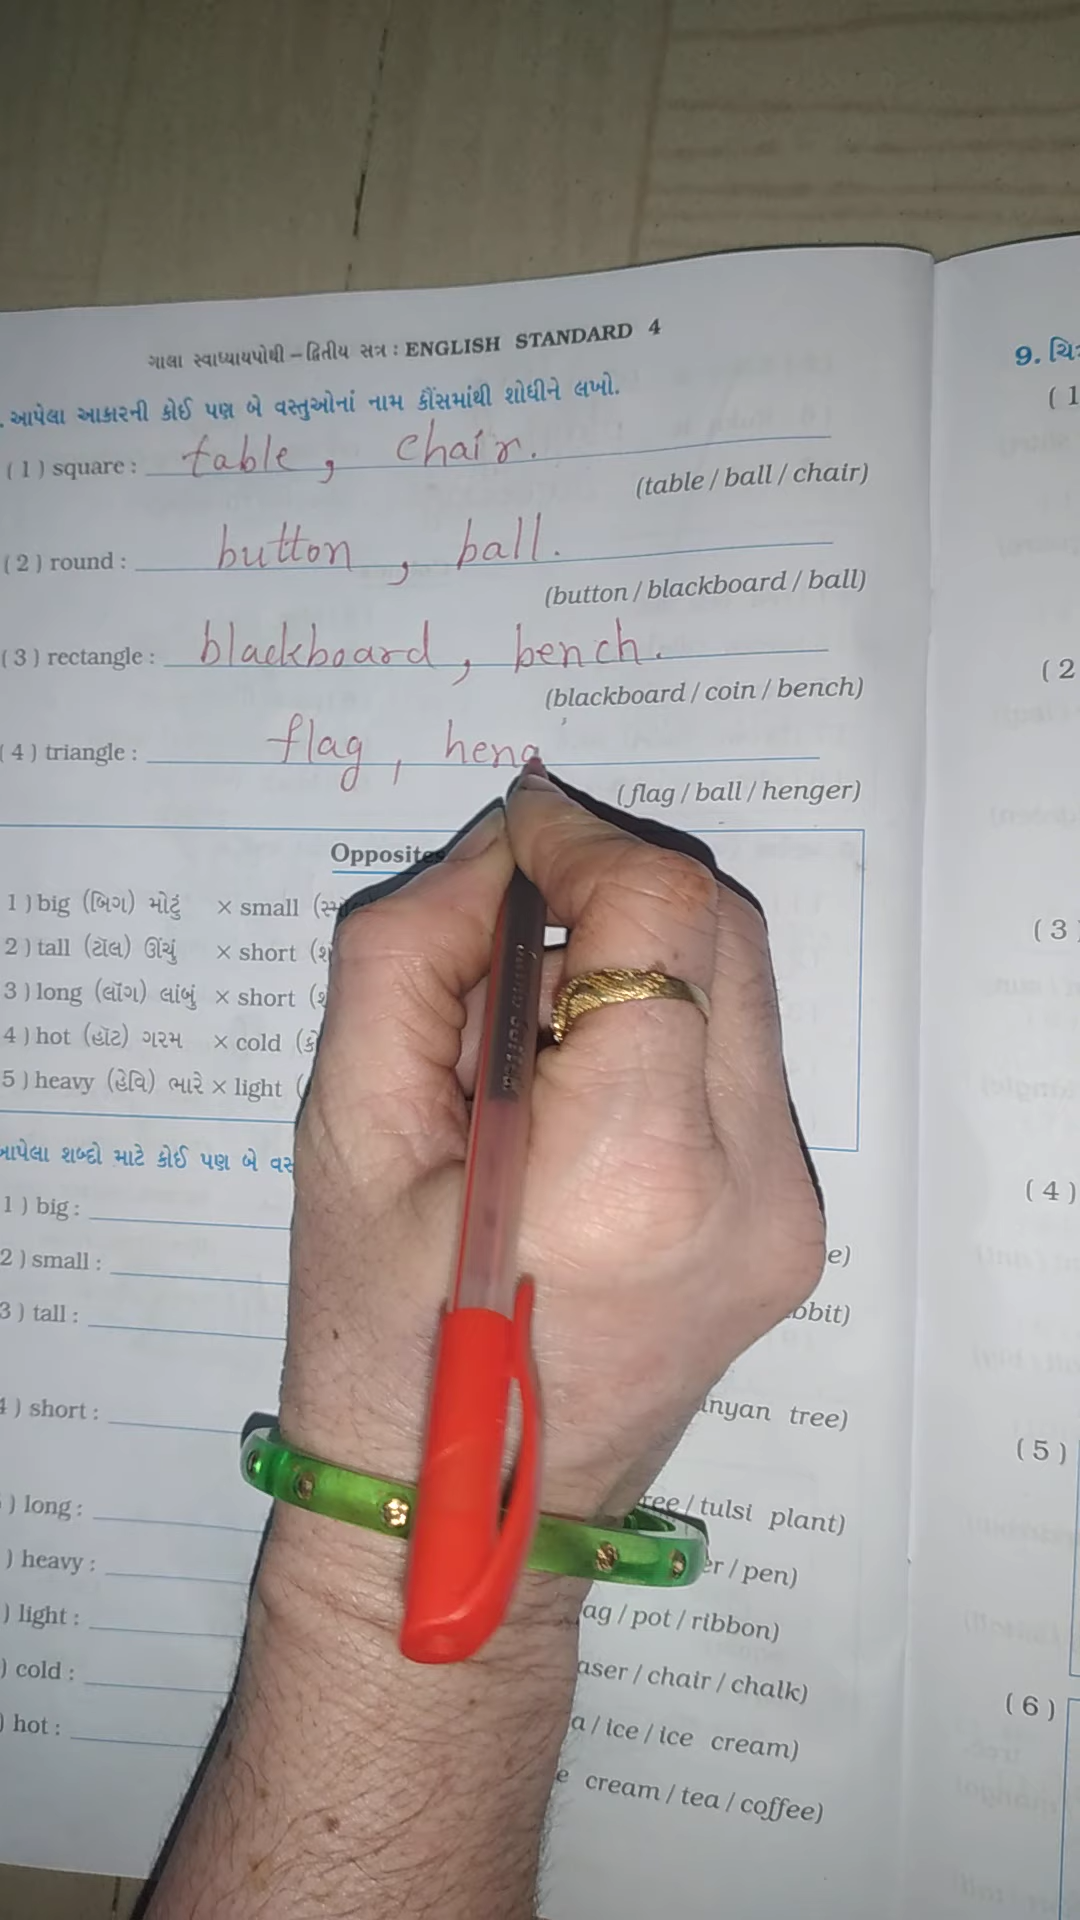 ગાલા સ્વાધ્યાયપોથી – દ્વિતીય સત્ર : ENGLISH STANDARD 4
આપેલા આકારની કોઈ પણ બે વસ્તુઓનાં નામ કૌંસમાંથી શોધીને લખો.
( 1 ) square : table, chair.
(table / ball / chair)
( 2 ) round : button, ball.
(button / blackboard / ball)
( 3 ) rectangle : blackboard, bench.
(blackboard / coin / bench)
( 4 ) triangle : flag, heng
(flag / ball / henger)
Opposites
1 ) big (બિગ) મોટું × small
2 ) tall (ટૉલ) ઊંચું × short
3 ) long (લૉંગ) લાંબું × short
4 ) hot (હૉટ) ગરમ × cold
5 ) heavy (હેવિ) ભારે × light
આપેલા શબ્દો માટે કોઈ પણ બે
1 ) big :
2 ) small : e)
3 ) tall : bbit)
4 ) short : nyan tree)
) long : ree / tulsi plant)
) heavy : er / pen)
) light : ag / pot / ribbon)
) cold : aser / chair / chalk)
) hot : a / ice / ice cream)
e cream / tea / coffee)
9.
( 1
( 2
( 3
( 4 )
( 5 )
( 6 )